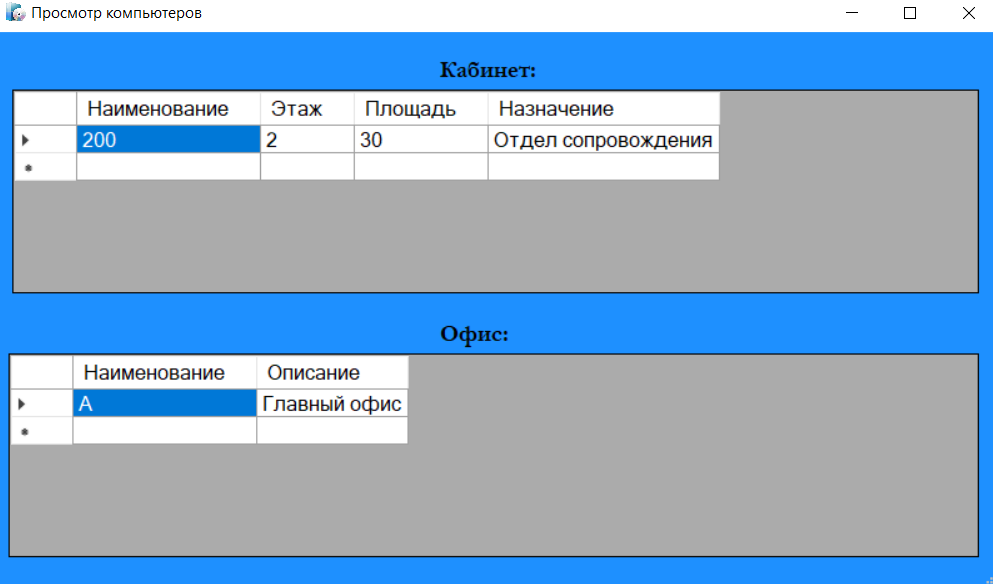 Просмотр компьютеров
Кабинет:
Наименование Этаж Площадь Назначение
200 2 30 Отдел сопровождения
Офис:
Наименование Описание
А Главный офис